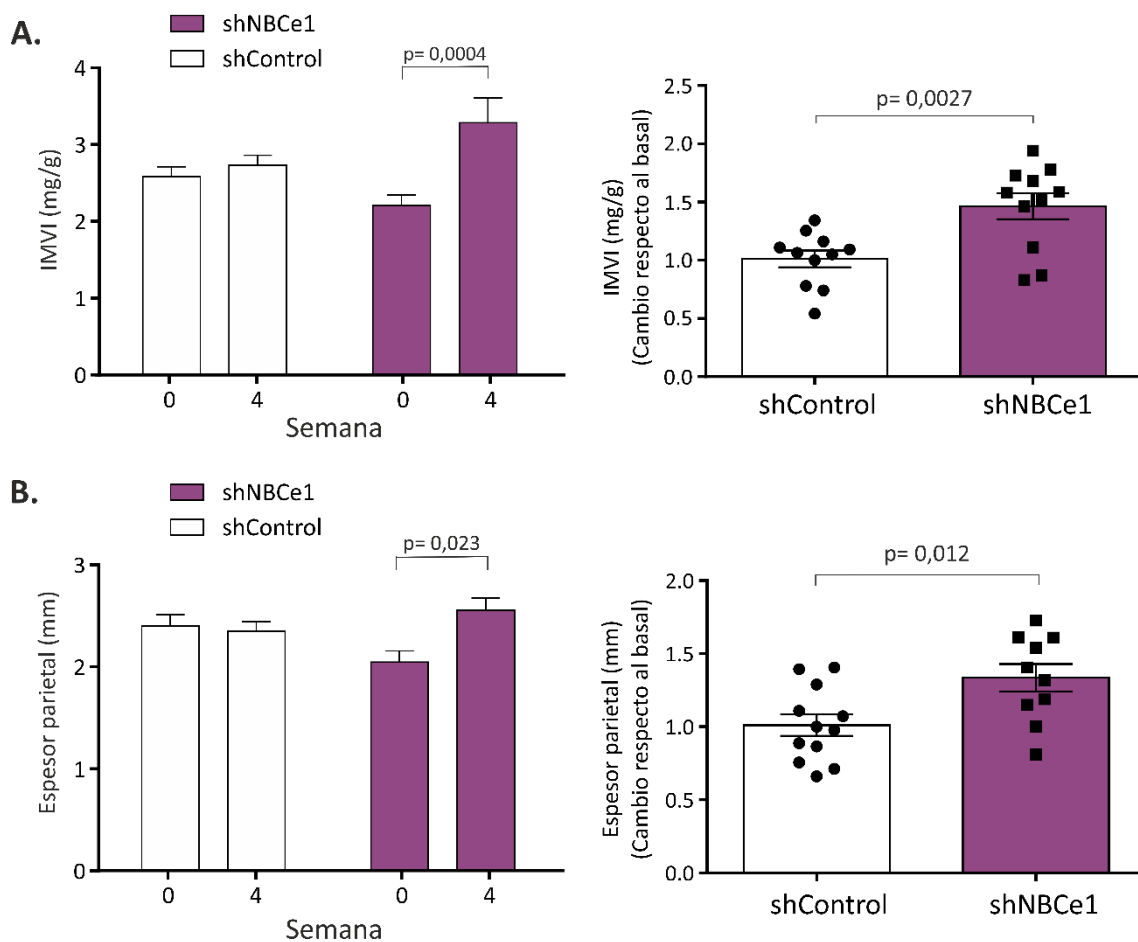 A.
shNBCe1
shControl
p= 0,0004
4
3
2
1
0
IMVI (mg/g)
0
4
0
4
Semana
p= 0,0027
2.5
2.0
1.5
1.0
0.5
0.0
IMVI (mg/g)
(Cambio respecto al basal)
shControl
shNBCe1
B.
shNBCe1
shControl
p= 0,023
3
2
1
0
Espesor parietal (mm)
0
4
0
4
Semana
p= 0,012
2.0
1.5
1.0
0.5
0.0
Espesor parietal (mm)
(Cambio respecto al basal)
shControl
shNBCe1